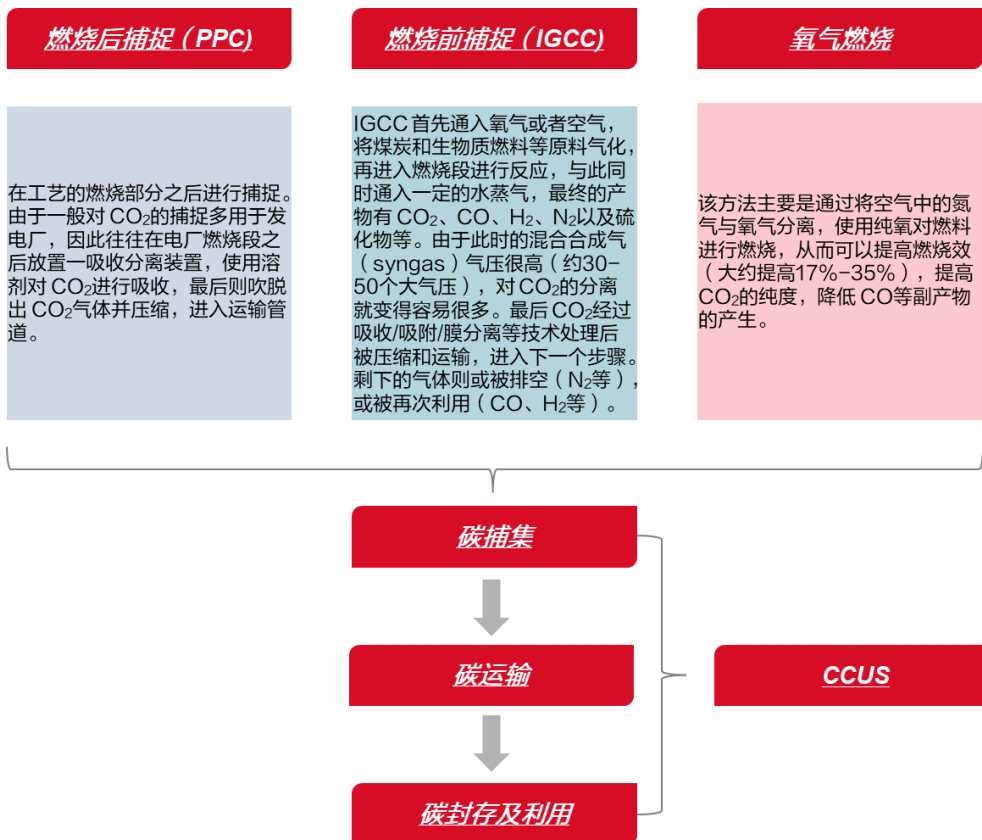 燃烧后捕捉（PPC)
燃烧前捕捉（IGCC)
氧气燃烧
在工艺的燃烧部分之后进行捕捉。
由于一般对CO₂的捕捉多用于发
电厂，因此往往在电厂燃烧段之
后放置一吸收分离装置，使用溶
剂对CO₂进行吸收，最后则吹脱
出CO₂气体并压缩，进入运输管
道。
IGCC首先通入氧气或者空气，
将煤炭和生物质燃料等原料气化，
再进入燃烧段进行反应，与此同
时通入一定的水蒸气，最终的产
物有CO₂、CO、H₂、N₂以及硫
化物等。由于此时的混合合成气
（syngas）气压很高（约30-
50个大气压），对CO₂的分离
就变得容易很多。最后CO₂经过
吸收/吸附/膜分离等技术处理后
被压缩和运输，进入下一个步骤。
剩下的气体则或被排空（N₂等），
或被再次利用（CO、H₂等）。
该方法主要是通过将空气中的氮
气与氧气分离，使用纯氧对燃料
进行燃烧，从而可以提高燃烧效
（大约提高17%-35%），提高
CO₂的纯度，降低CO等副产物
的产生。
碳捕集
碳运输
CCUS
碳封存及利用